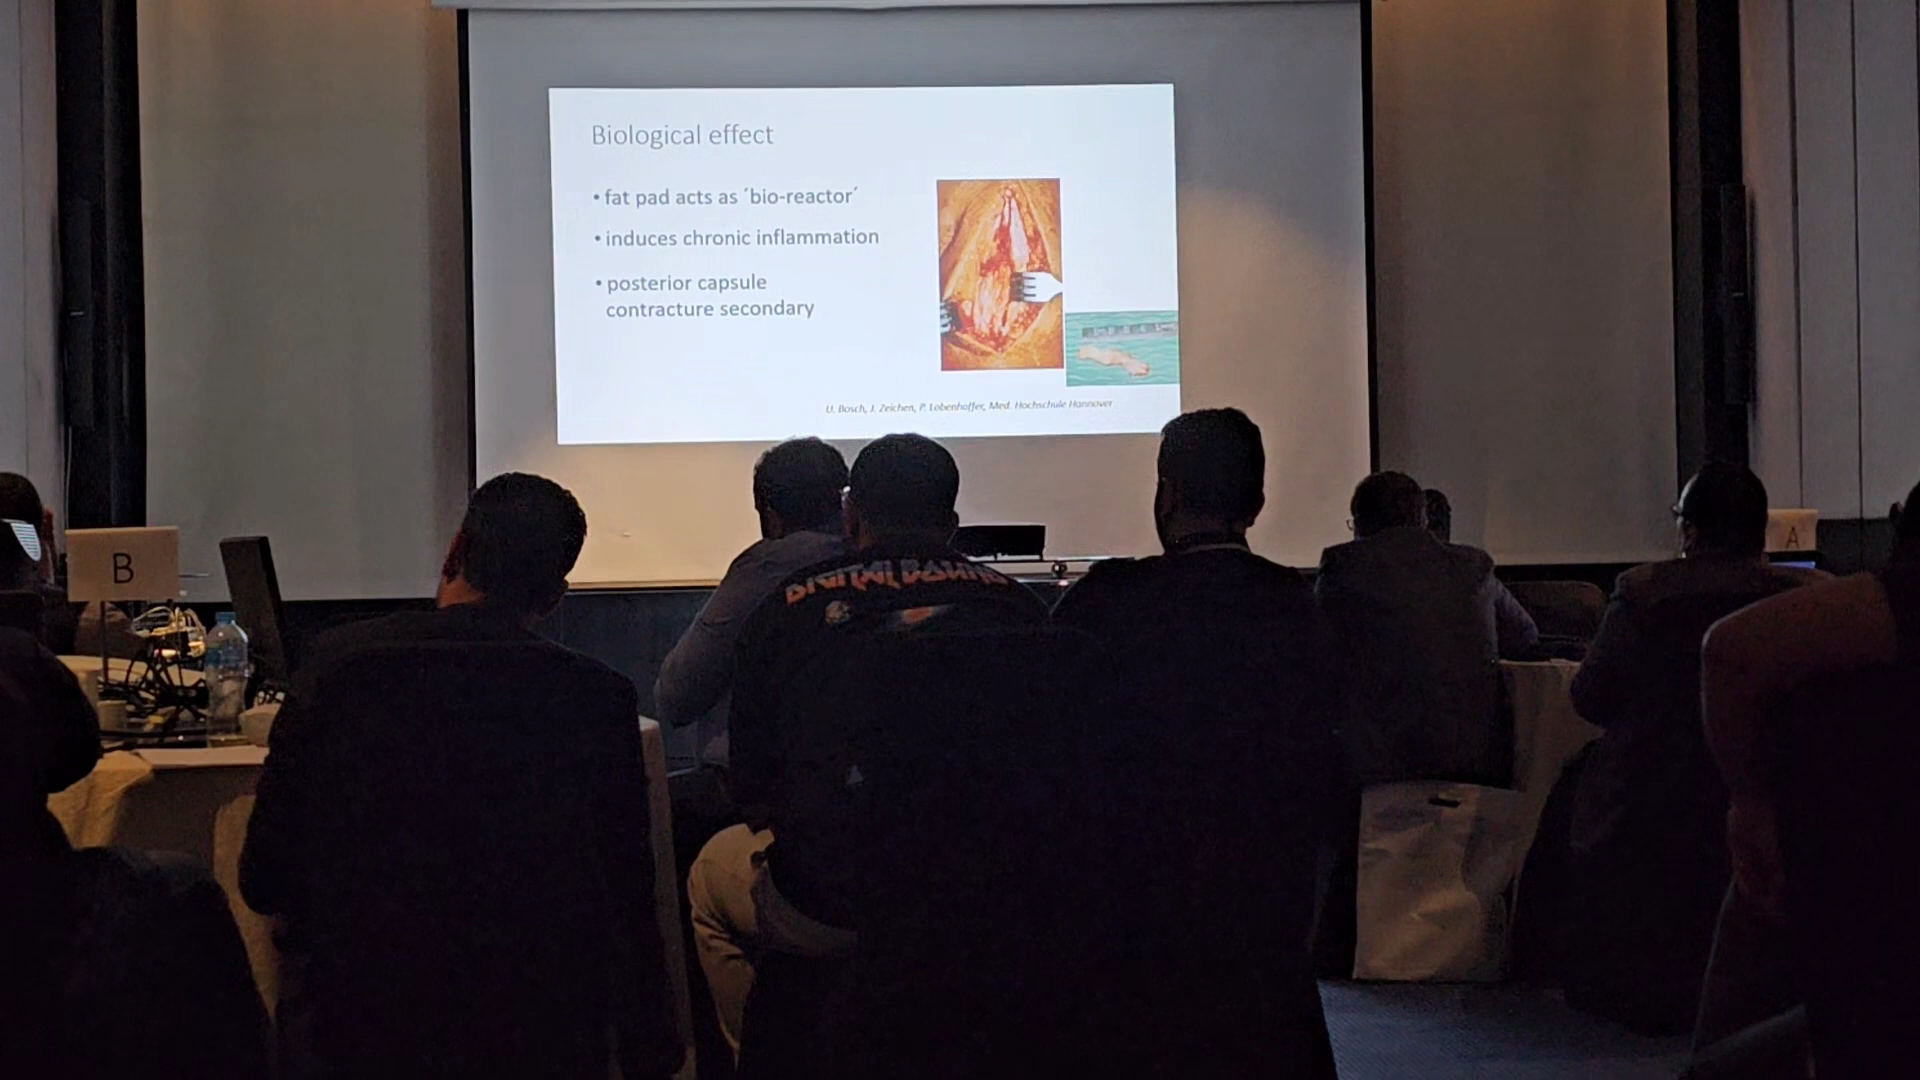 Biological effect
• fat pad acts as ´bio-reactor´
• induces chronic inflammation
• posterior capsule
contracture secondary
U. Bosch, J. Zeichen, P. Lobenhoffer, Med. Hochschule Hannover
B
A
DIGITAL